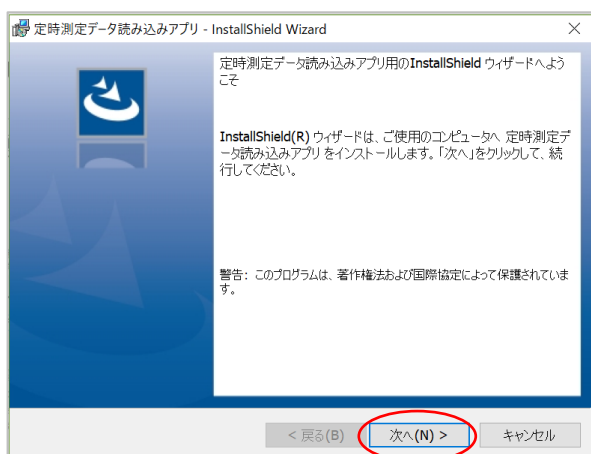 定時測定データ読み込みアプリ - InstallShield Wizard
定時測定データ読み込みアプリ用のInstallShield ウィザードへよう
こそ
InstallShield(R) ウィザードは、ご使用のコンピュータへ 定時測定デ
ータ読み込みアプリ をインストールします。「次へ」をクリックして、続
行してください。
警告: このプログラムは、著作権法および国際協定によって保護されていま
す。
< 戻る(B)
次へ(N) >
キャンセル